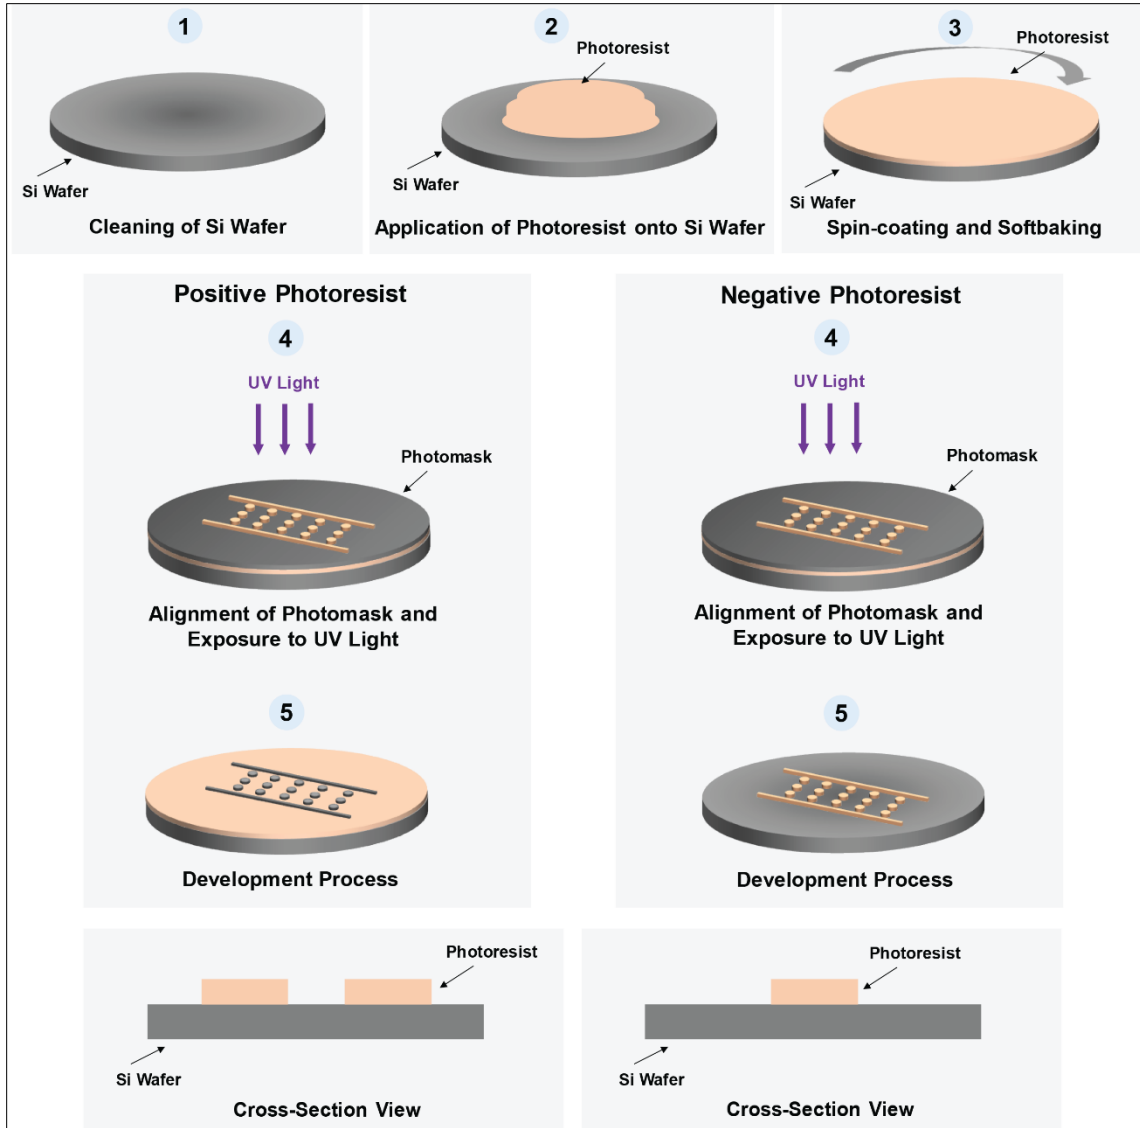 1
Si Wafer
Cleaning of Si Wafer
2
Photoresist
Si Wafer
Application of Photoresist onto Si Wafer
3
Photoresist
Si Wafer
Spin-coating and Softbaking
Positive Photoresist
4
UV Light
Photomask
Alignment of Photomask and
Exposure to UV Light
5
Development Process
Photoresist
Si Wafer
Cross-Section View
Negative Photoresist
4
UV Light
Photomask
Alignment of Photomask and
Exposure to UV Light
5
Development Process
Photoresist
Si Wafer
Cross-Section View